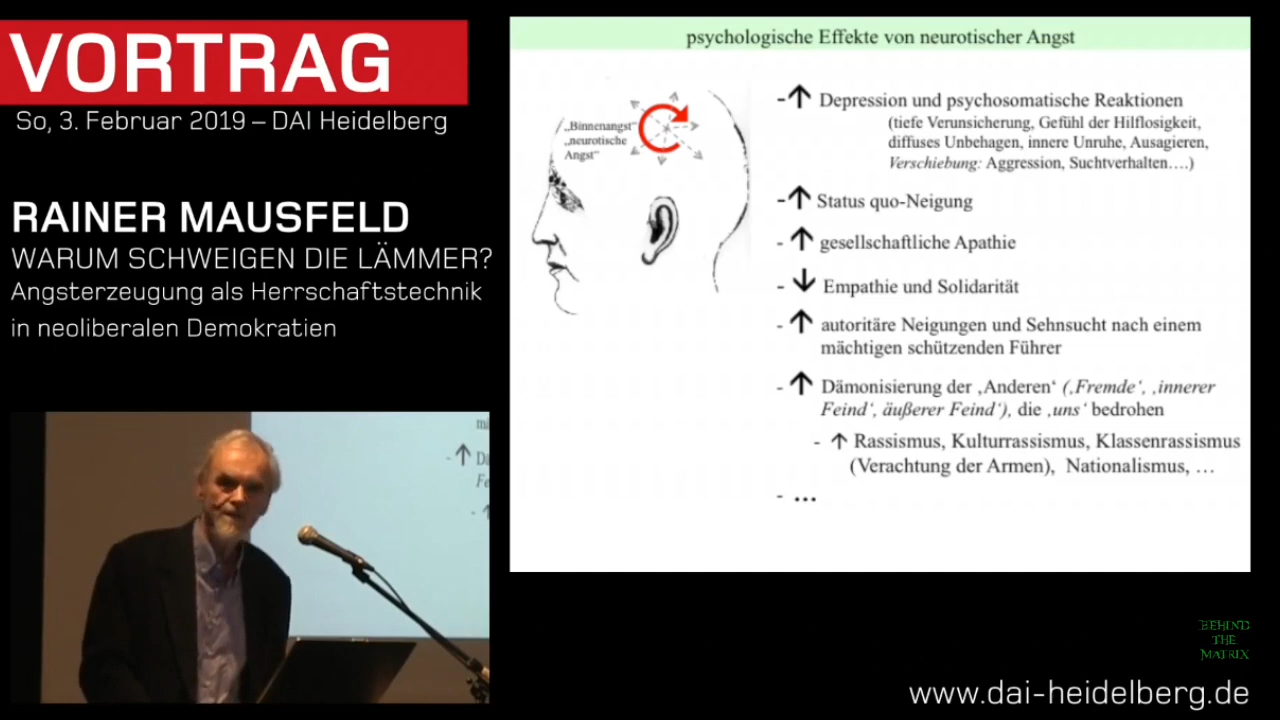 VORTRAG
So, 3. Februar 2019 – DAI Heidelberg
RAINER MAUSFELD
WARUM SCHWEIGEN DIE LÄMMER?
Angsterzeugung als Herrschaftstechnik
in neoliberalen Demokratien
psychologische Effekte von neurotischer Angst
„Binnenangst“
„neurotische
Angst“
-↑ Depression und psychosomatische Reaktionen
(tiefe Verunsicherung, Gefühl der Hilflosigkeit,
diffuses Unbehagen, innere Unruhe, Ausagieren,
Verschiebung: Aggression, Suchtverhalten….)
-↑ Status quo-Neigung
-↑ gesellschaftliche Apathie
-↓ Empathie und Solidarität
-↑ autoritäre Neigungen und Sehnsucht nach einem
mächtigen schützenden Führer
-↑ Dämonisierung der ‚Anderen‘ (‚Fremde‘, ‚innerer
Feind‘, äußerer Feind‘), die ‚uns‘ bedrohen
- ↑ Rassismus, Kulturrassismus, Klassenrassismus
(Verachtung der Armen), Nationalismus, …
- …
↑ Dä
Fe
BEHIND
THE
MATRIX
www.dai-heidelberg.de